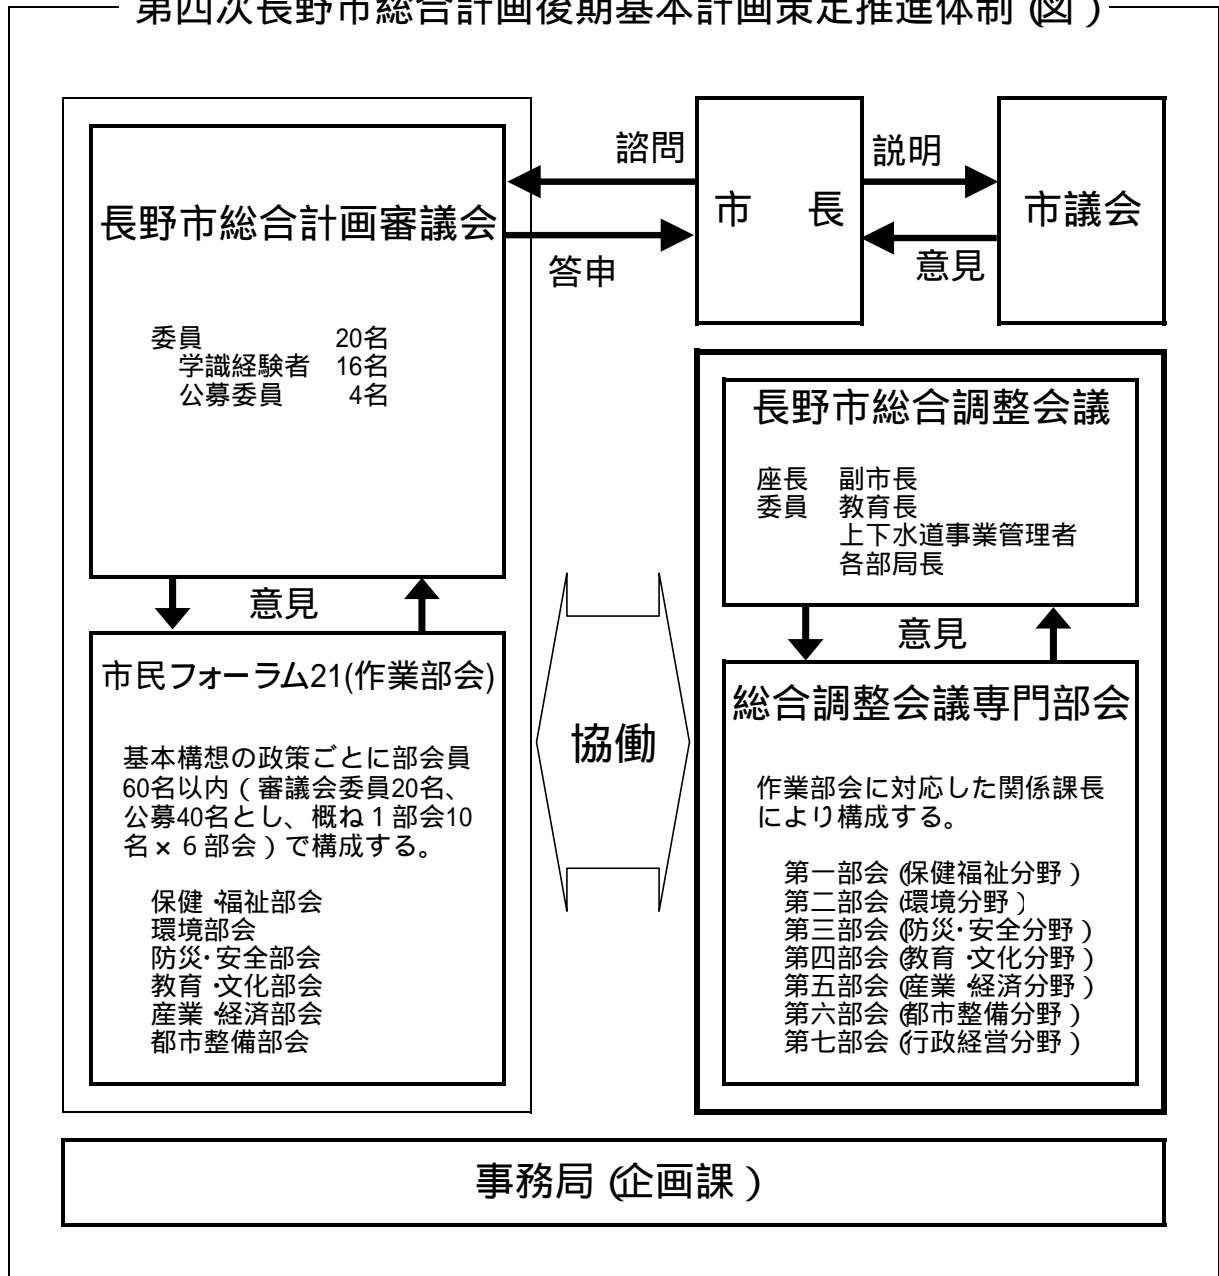 第四次長野市総合計画後期基本計画策定推進体制(図)
諮問
説明
市　長
市議会
長野市総合計画審議会
答申
意見
委員　20名
学識経験者　16名
公募委員　4名
長野市総合調整会議
座長　副市長
委員　教育長
上下水道事業管理者
各部局長
意見
意見
市民フォーラム21(作業部会)
総合調整会議専門部会
協働
基本構想の政策ごとに部会員
60名以内(審議会委員20名、
公募40名とし、概ね1部会10
名×6部会)で構成する。
保健・福祉部会
環境部会
防災・安全部会
教育・文化部会
産業・経済部会
都市整備部会
作業部会に対応した関係課長
により構成する。
第一部会(保健福祉分野)
第二部会(環境分野)
第三部会(防災・安全分野)
第四部会(教育・文化分野)
第五部会(産業・経済分野)
第六部会(都市整備分野)
第七部会(行政経営分野)
事務局(企画課)